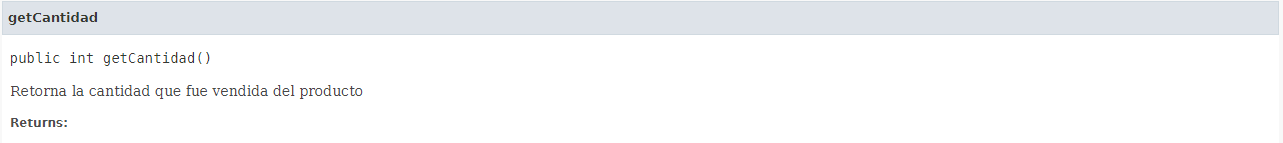 getCantidad
public int getCantidad()
Retorna la cantidad que fue vendida del producto
Returns: